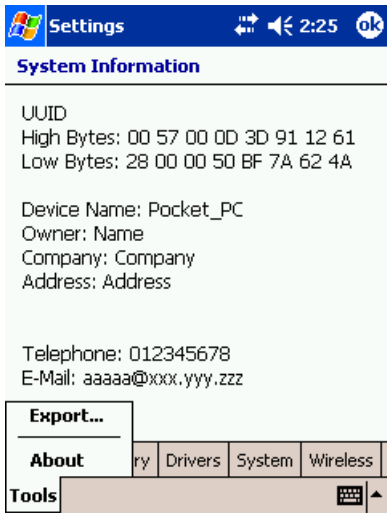 Settings 2:25 ok
System Information
UUID
High Bytes: 00 57 00 0D 3D 91 12 61
Low Bytes: 28 00 00 50 BF 7A 62 4A
Device Name: Pocket_PC
Owner: Name
Company: Company
Address: Address
Telephone: 012345678
E-Mail: aaaaa@xxx.yyy.zzz
Export...
About ry Drivers System Wireless
Tools